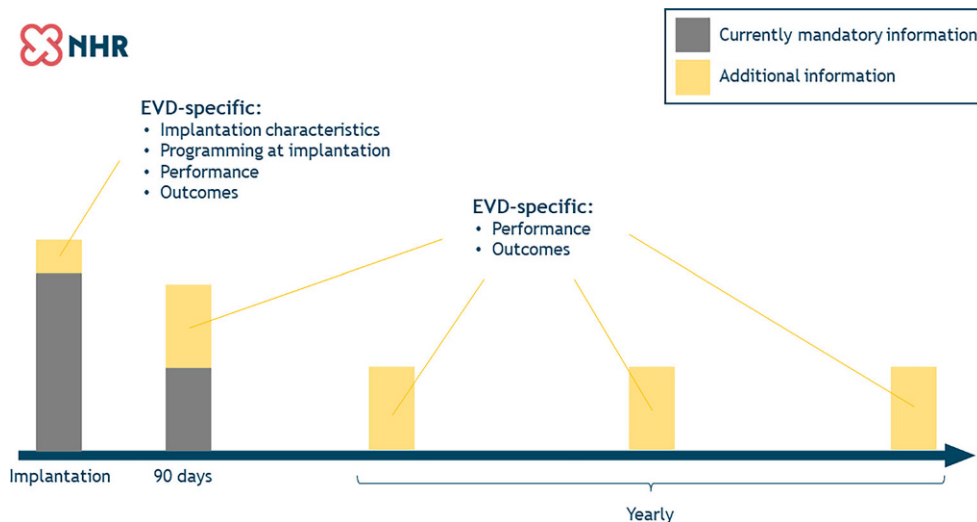 NHR
Currently mandatory information
Additional information
EVD-specific:
• Implantation characteristics
• Programming at implantation
• Performance
• Outcomes
EVD-specific:
• Performance
• Outcomes
Implantation
90 days
Yearly